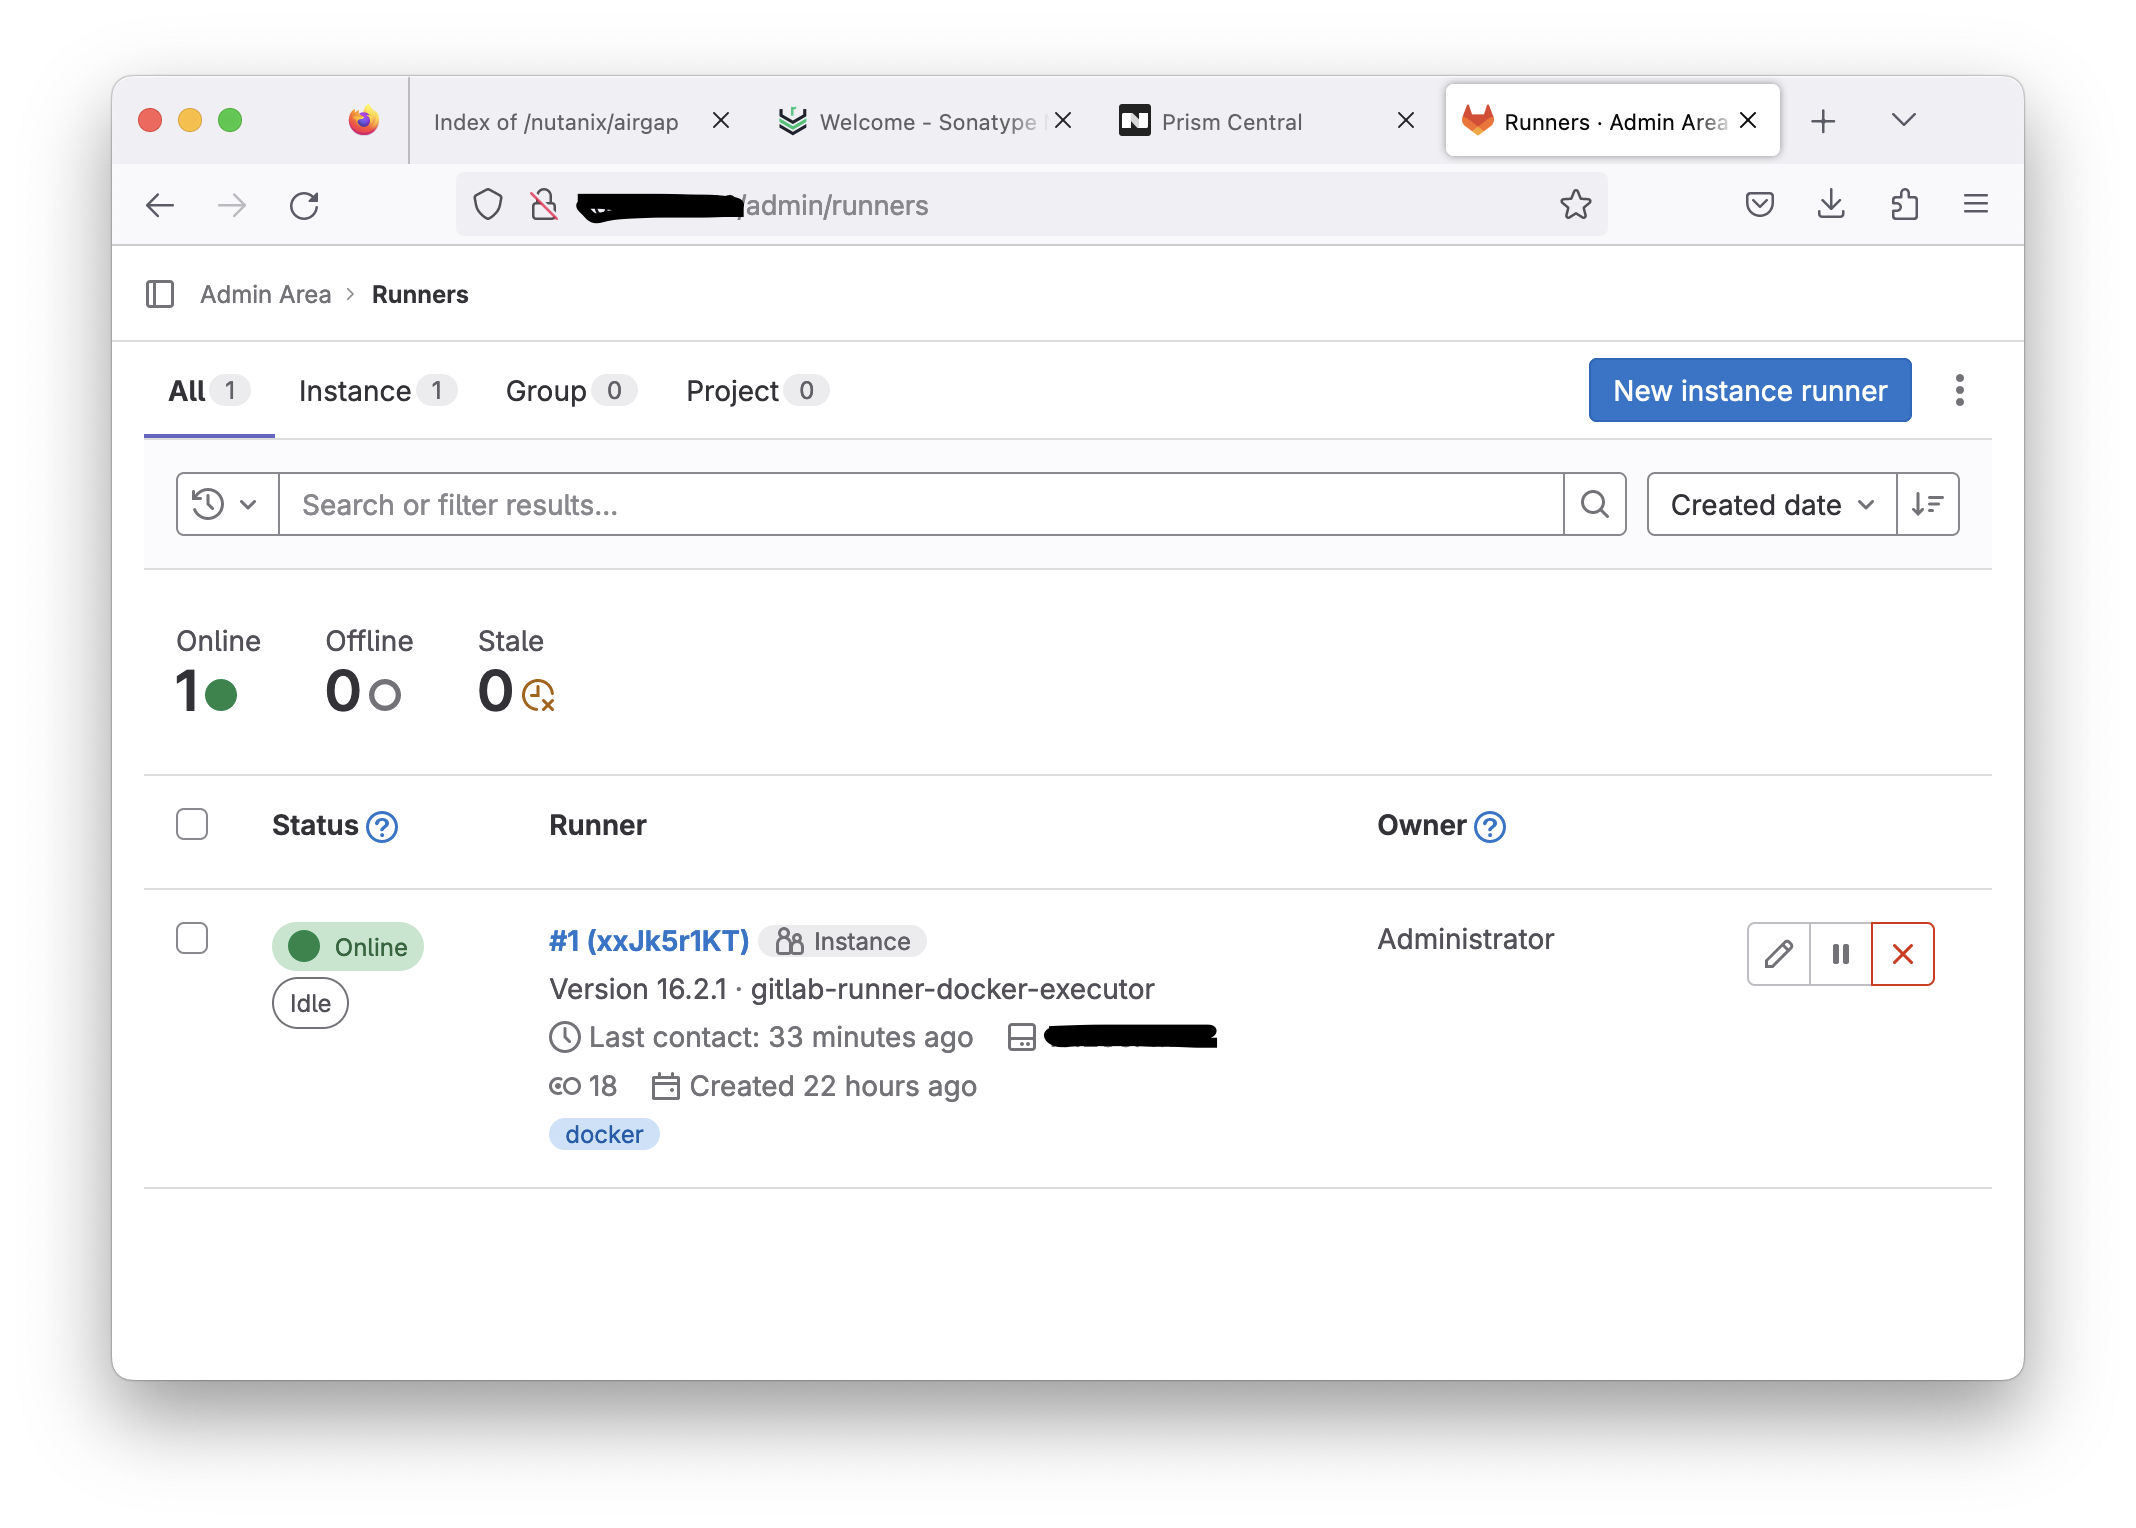 Index of /nutanix/airgap
Welcome - Sonatype
Prism Central
Runners · Admin Area
/admin/runners
Admin Area › Runners
All 1 Instance 1 Group 0 Project 0 New instance runner
Search or filter results... Created date
Online Offline Stale
1 0 0
Status ? Runner Owner ?
Online #1 (xxJk5r1KT) Instance Administrator
Idle Version 16.2.1 · gitlab-runner-docker-executor
Last contact: 33 minutes ago
18 Created 22 hours ago
docker